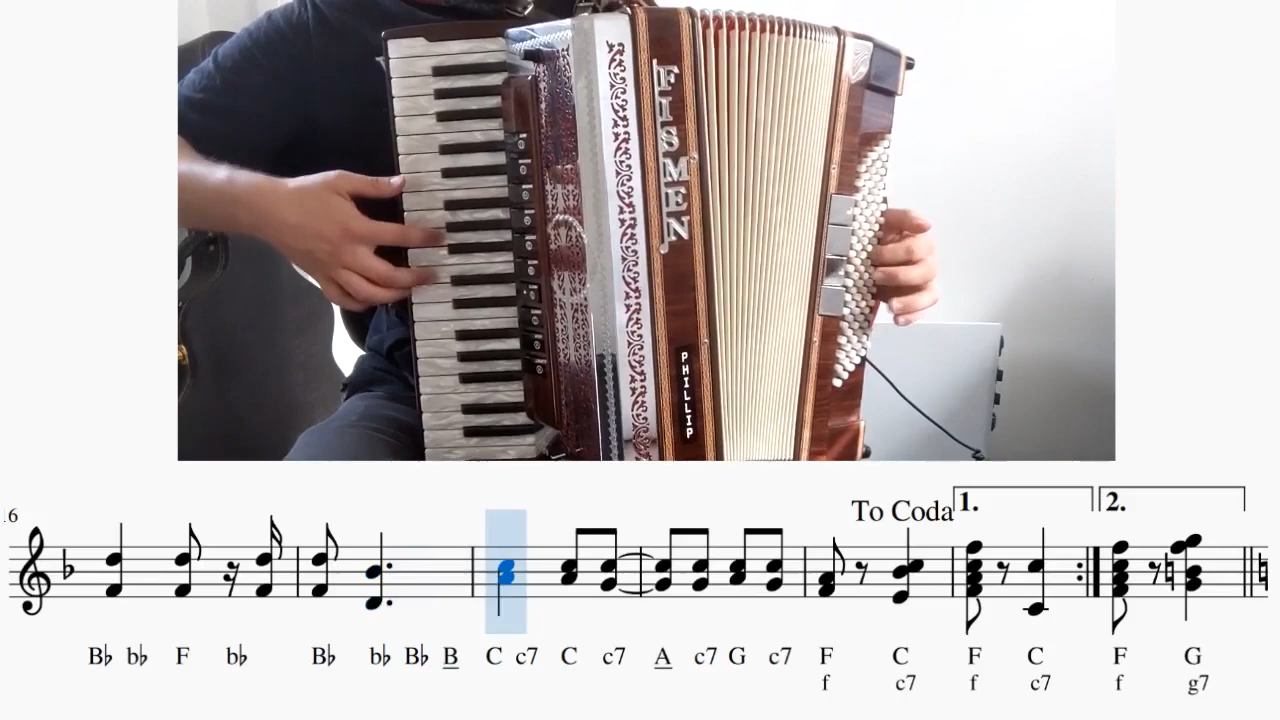 FISMEN
PHILLIP
16
To Coda
1.
2.
B♭ b♭ F b♭ B♭ b♭ B♭ B C c7 C c7 A c7 G c7 F C F C F G
f c7 f c7 f g7